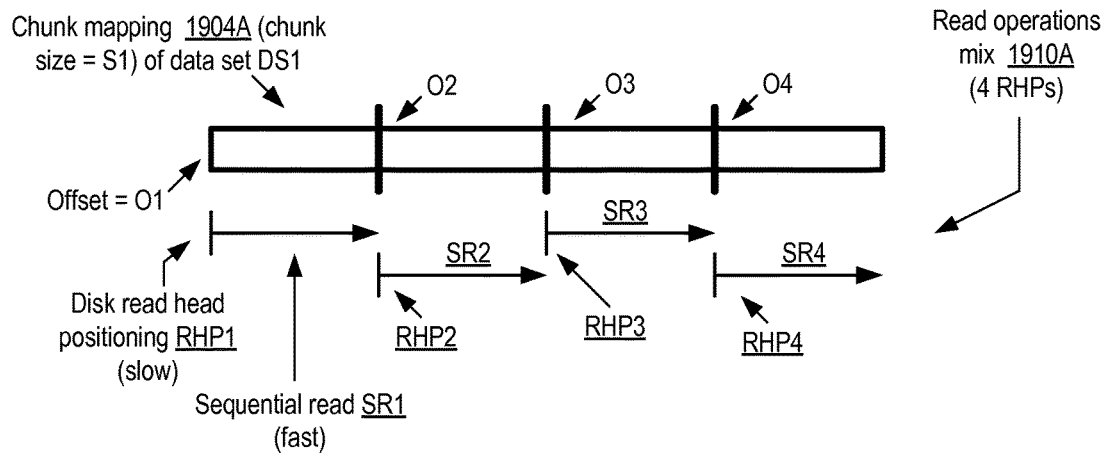 Chunk mapping 1904A (chunk
size = S1) of data set DS1
Read operations
mix 1910A
(4 RHPs)
O2
O3
O4
Offset = O1
SR3
SR2
SR4
Disk read head
positioning RHP1
(slow)
RHP2
RHP3
RHP4
Sequential read SR1
(fast)